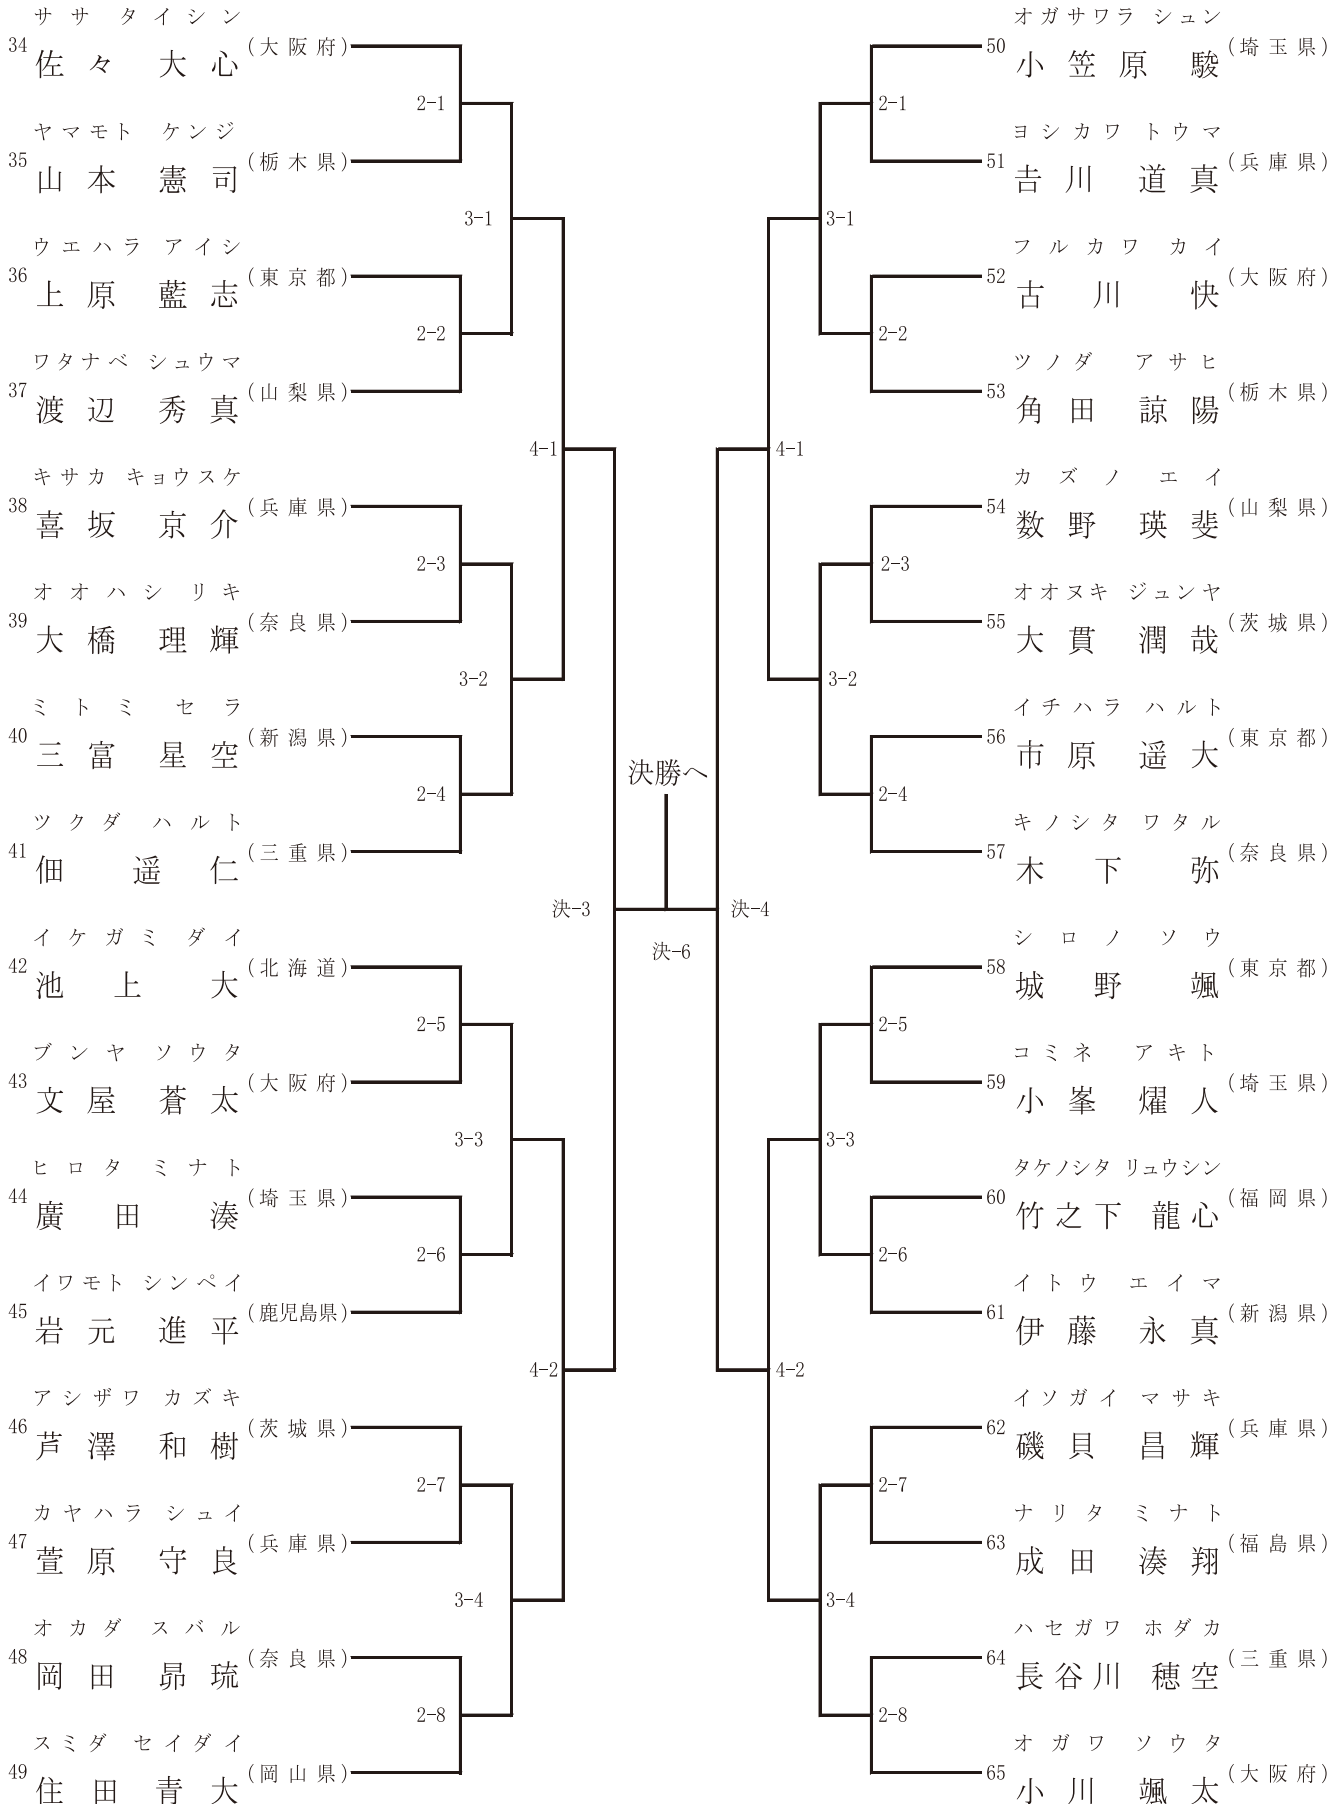 ササ タイシン
34 佐々 大心 (大阪府)
2-1
ヤマモト ケンジ
35 山本 憲司 (栃木県)
3-1
ウエハラ アイシ
36 上原 藍志 (東京都)
2-2
ワタナベ シュウマ
37 渡辺 秀真 (山梨県)
4-1
キサカ キョウスケ
38 喜坂 京介 (兵庫県)
2-3
オオハシ リキ
39 大橋 理輝 (奈良県)
3-2
ミトミ セラ
40 三富 星空 (新潟県)
2-4
ツクダ ハルト
41 佃 遥仁 (三重県)
決-3
イケガミ ダイ
42 池上 大 (北海道)
2-5
ブンヤ ソウタ
43 文屋 蒼太 (大阪府)
3-3
ヒロタ ミナト
44 廣田 湊 (埼玉県)
2-6
イワモト シンペイ
45 岩元 進平 (鹿児島県)
4-2
アシザワ カズキ
46 芦澤 和樹 (茨城県)
2-7
カヤハラ シュイ
47 萱原 守良 (兵庫県)
3-4
オカダ スバル
48 岡田 昴琉 (奈良県)
2-8
スミダ セイダイ
49 住田 青大 (岡山県)
決勝へ
決-6
オガサワラ シュン
50 小笠原 駿 (埼玉県)
2-1
ヨシカワ トウマ
51 𠮷川 道真 (兵庫県)
3-1
フルカワ カイ
52 古川 快 (大阪府)
2-2
ツノダ アサヒ
53 角田 諒陽 (栃木県)
4-1
カズノ エイ
54 数野 瑛斐 (山梨県)
2-3
オオヌキ ジュンヤ
55 大貫 潤哉 (茨城県)
3-2
イチハラ ハルト
56 市原 遥大 (東京都)
2-4
キノシタ ワタル
57 木下 弥 (奈良県)
決-4
シロノ ソウ
58 城野 颯 (東京都)
2-5
コミネ アキト
59 小峯 燿人 (埼玉県)
3-3
タケノシタ リュウシン
60 竹之下 龍心 (福岡県)
2-6
イトウ エイマ
61 伊藤 永真 (新潟県)
4-2
イソガイ マサキ
62 磯貝 昌輝 (兵庫県)
2-7
ナリタ ミナト
63 成田 湊翔 (福島県)
3-4
ハセガワ ホダカ
64 長谷川 穂空 (三重県)
2-8
オガワ ソウタ
65 小川 颯太 (大阪府)